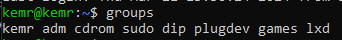 kemr@kemr:~$ groups
kemr adm cdrom sudo dip plugdev games lxd